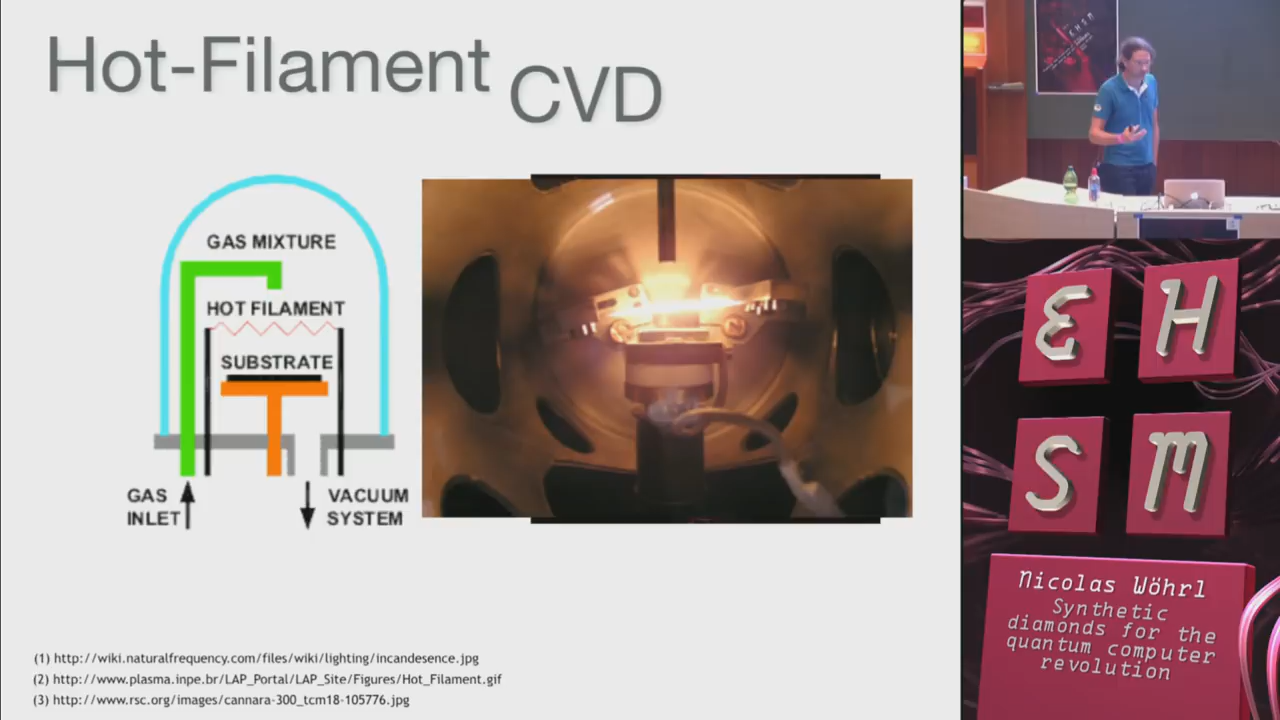 Hot-Filament CVD
GAS MIXTURE
HOT FILAMENT
SUBSTRATE
GAS
INLET
VACUUM
SYSTEM
(1) http://wiki.naturalfrequency.com/files/wiki/lighting/incandesence.jpg
(2) http://www.plasma.inpe.br/LAP_Portal/LAP_Site/Figures/Hot_Filament.gif
(3) http://www.rsc.org/images/cannara-300_tcm18-105776.jpg
EHSM
E H
S M
Nicolas Wöhrl
Synthetic
diamonds for the
quantum computer
revolution